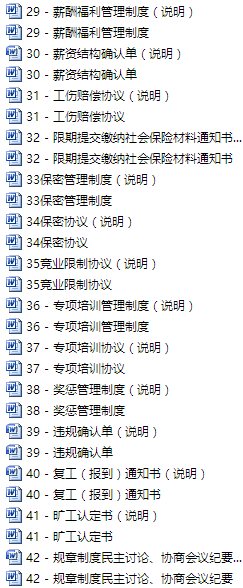 29 - 薪酬福利管理制度（说明）
29 - 薪酬福利管理制度
30 - 薪资结构确认单（说明）
30 - 薪资结构确认单
31 - 工伤赔偿协议（说明）
31 - 工伤赔偿协议
32 - 限期提交缴纳社会保险材料通知书...
32 - 限期提交缴纳社会保险材料通知书
33保密管理制度（说明）
33保密管理制度
34保密协议（说明）
34保密协议
35竞业限制协议（说明）
35竞业限制协议
36 - 专项培训管理制度（说明）
36 - 专项培训管理制度
37 - 专项培训协议（说明）
37 - 专项培训协议
38 - 奖惩管理制度（说明）
38 - 奖惩管理制度
39 - 违规确认单（说明）
39 - 违规确认单
40 - 复工（报到）通知书（说明）
40 - 复工（报到）通知书
41 - 旷工认定书（说明）
41 - 旷工认定书
42 - 规章制度民主讨论、协商会议纪要...
42 - 规章制度民主讨论、协商会议纪要